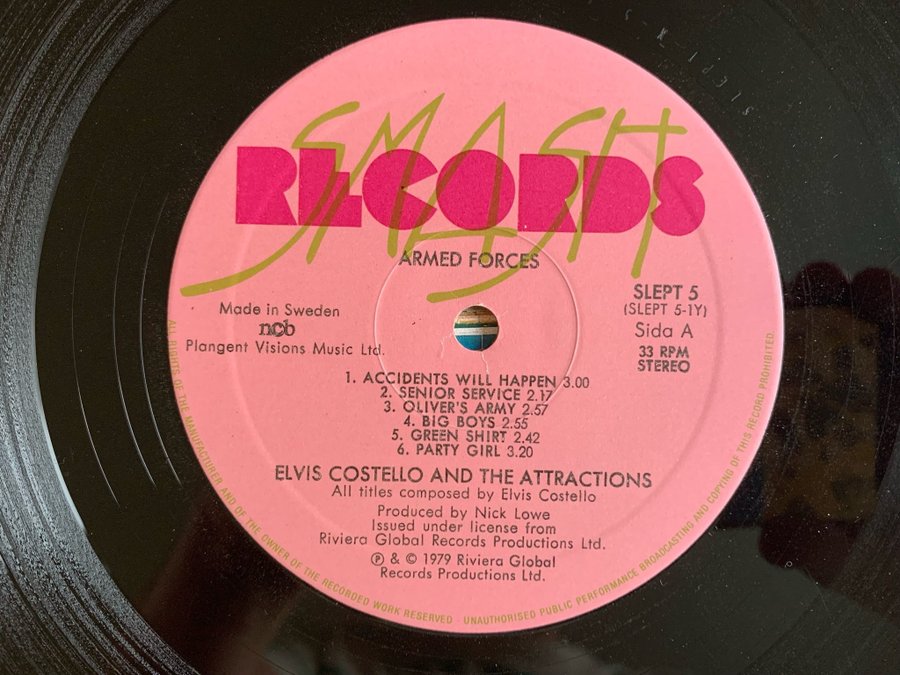 SMASH
RECORDS
ARMED FORCES
Made in Sweden
ncb
Plangent Visions Music Ltd.
SLEPT 5
(SLEPT 5-1Y)
Sida A
33 RPM
STEREO
1. ACCIDENTS WILL HAPPEN 3.00
2. SENIOR SERVICE 2.17
3. OLIVER'S ARMY 2.57
4. BIG BOYS 2.55
5. GREEN SHIRT 2.42
6. PARTY GIRL 3.20
ELVIS COSTELLO AND THE ATTRACTIONS
All titles composed by Elvis Costello
Produced by Nick Lowe
Issued under license from
Riviera Global Records Productions Ltd.
Ⓟ & © 1979 Riviera Global
Records Productions Ltd.
ALL RIGHTS OF THE MANUFACTURER AND OF THE OWNER OF THE RECORDED WORK RESERVED - UNAUTHORISED PUBLIC PERFORMANCE BROADCASTING AND COPYING OF THIS RECORD PROHIBITED.